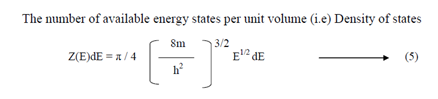 The number of available energy states per unit volume (i.e) Density of states
Z(E)dE = π / 4 [ 8m / h² ]^3/2 E^1/2 dE (5)